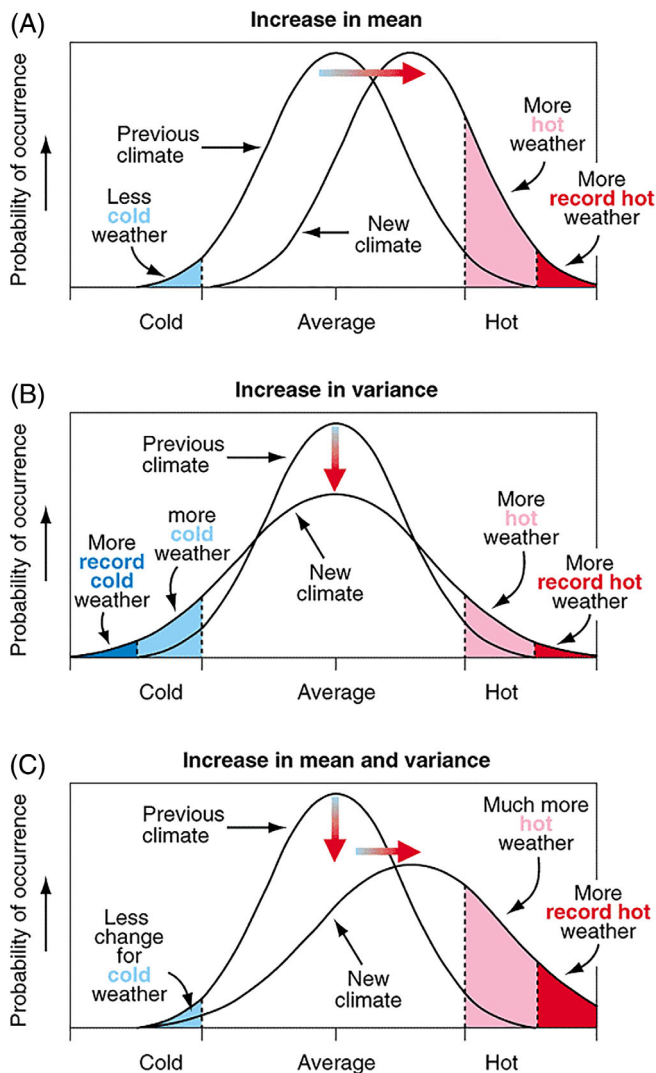 (A)
Increase in mean
Probability of occurrence
Previous
climate
Less
cold
weather
New
climate
More
hot
weather
More
record hot
weather
Cold
Average
Hot
(B)
Increase in variance
Probability of occurrence
Previous
climate
more
cold
weather
More
record
cold
weather
New
climate
More
hot
weather
More
record hot
weather
Cold
Average
Hot
(C)
Increase in mean and variance
Probability of occurrence
Previous
climate
Less
change
for
cold
weather
New
climate
Much more
hot
weather
More
record hot
weather
Cold
Average
Hot